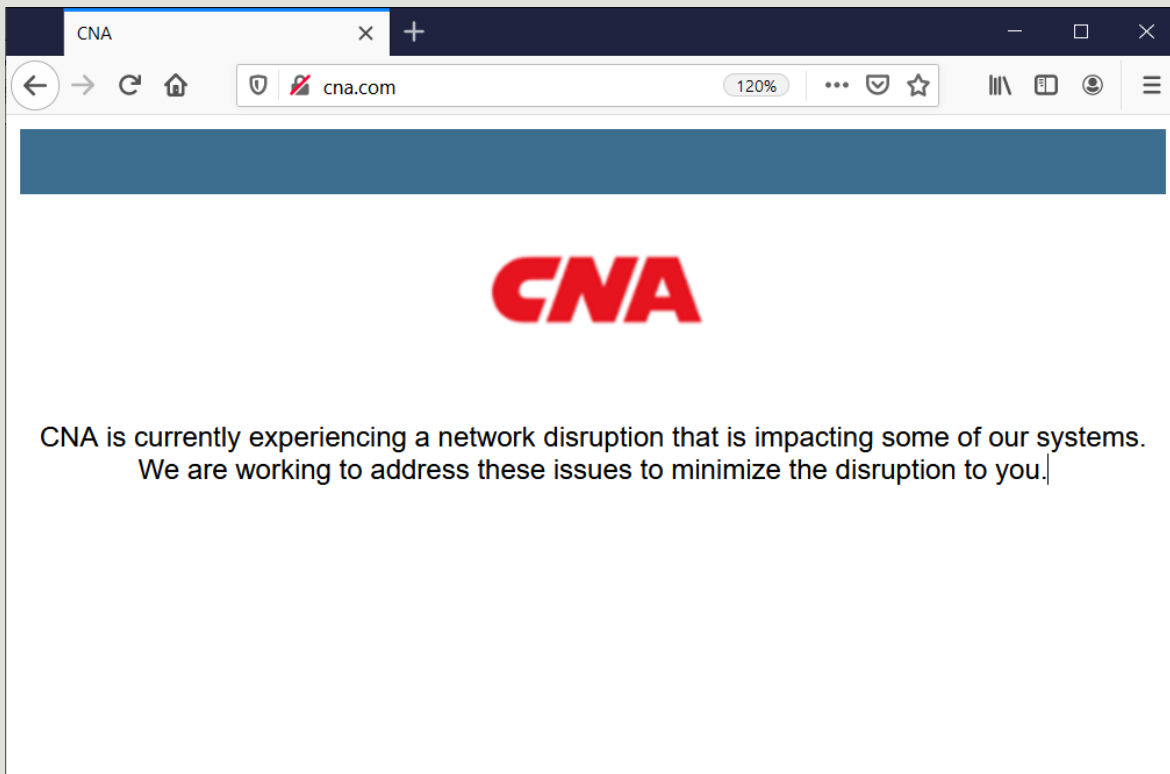 CNA
cna.com
120%
CNA
CNA is currently experiencing a network disruption that is impacting some of our systems.
We are working to address these issues to minimize the disruption to you.